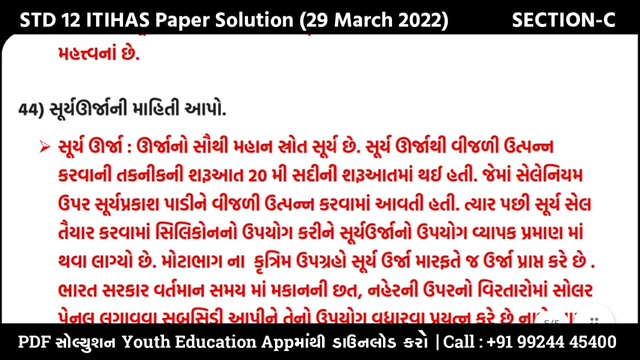 STD 12 ITIHAS Paper Solution (29 March 2022) SECTION-C
મહત્ત્વનાં છે.
44) સૂર્યઊર્જાની માહિતી આપો.
➤ સૂર્ય ઊર્જા : ઊર્જાનો સૌથી મહાન સ્રોત સૂર્ય છે. સૂર્ય ઊર્જાથી વીજળી ઉત્પન્ન
કરવાની તકનીકની શરૂઆત 20 મી સદીની શરૂઆતમાં થઈ હતી. જેમાં સેલેનિયમ
ઉપર સૂર્યપ્રકાશ પાડીને વીજળી ઉત્પન્ન કરવામાં આવતી હતી. ત્યાર પછી સૂર્ય સેલ
તૈયાર કરવામાં સિલિકોનનો ઉપયોગ કરીને સૂર્યઉર્જાનો ઉપયોગ વ્યાપક પ્રમાણ માં
થવા લાગ્યો છે. મોટાભાગ ના કૃત્રિમ ઉપગ્રહો સૂર્ય ઉર્જા મારફતે જ ઉર્જા પ્રાપ્ત કરે છે .
ભારત સરકાર વર્તમાન સમય માં મકાનની છત, નહેરની ઉપરનો વિસ્તારોમાં સોલર
પેનલ લગાવવા સબસિડી આપીને તેનો ઉપયોગ વધારવા પ્રયત્ન કરે છે
PDF સોલ્યુશન Youth Education Appમાંથી ડાઉનલોડ કરો | Call : +91 99244 45400